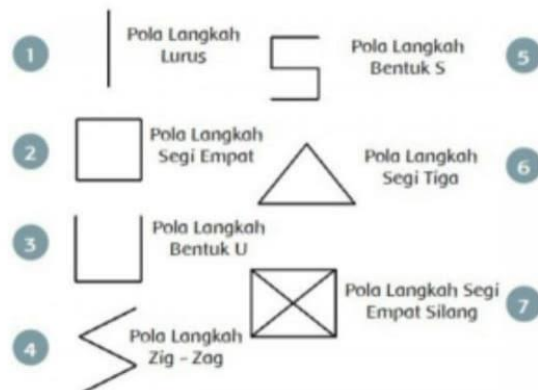 1
Pola Langkah
Lurus
2
Pola Langkah
Segi Empat
3
Pola Langkah
Bentuk U
4
Pola Langkah
Zig - Zag
5
Pola Langkah
Bentuk S
6
Pola Langkah
Segi Tiga
7
Pola Langkah Segi
Empat Silang